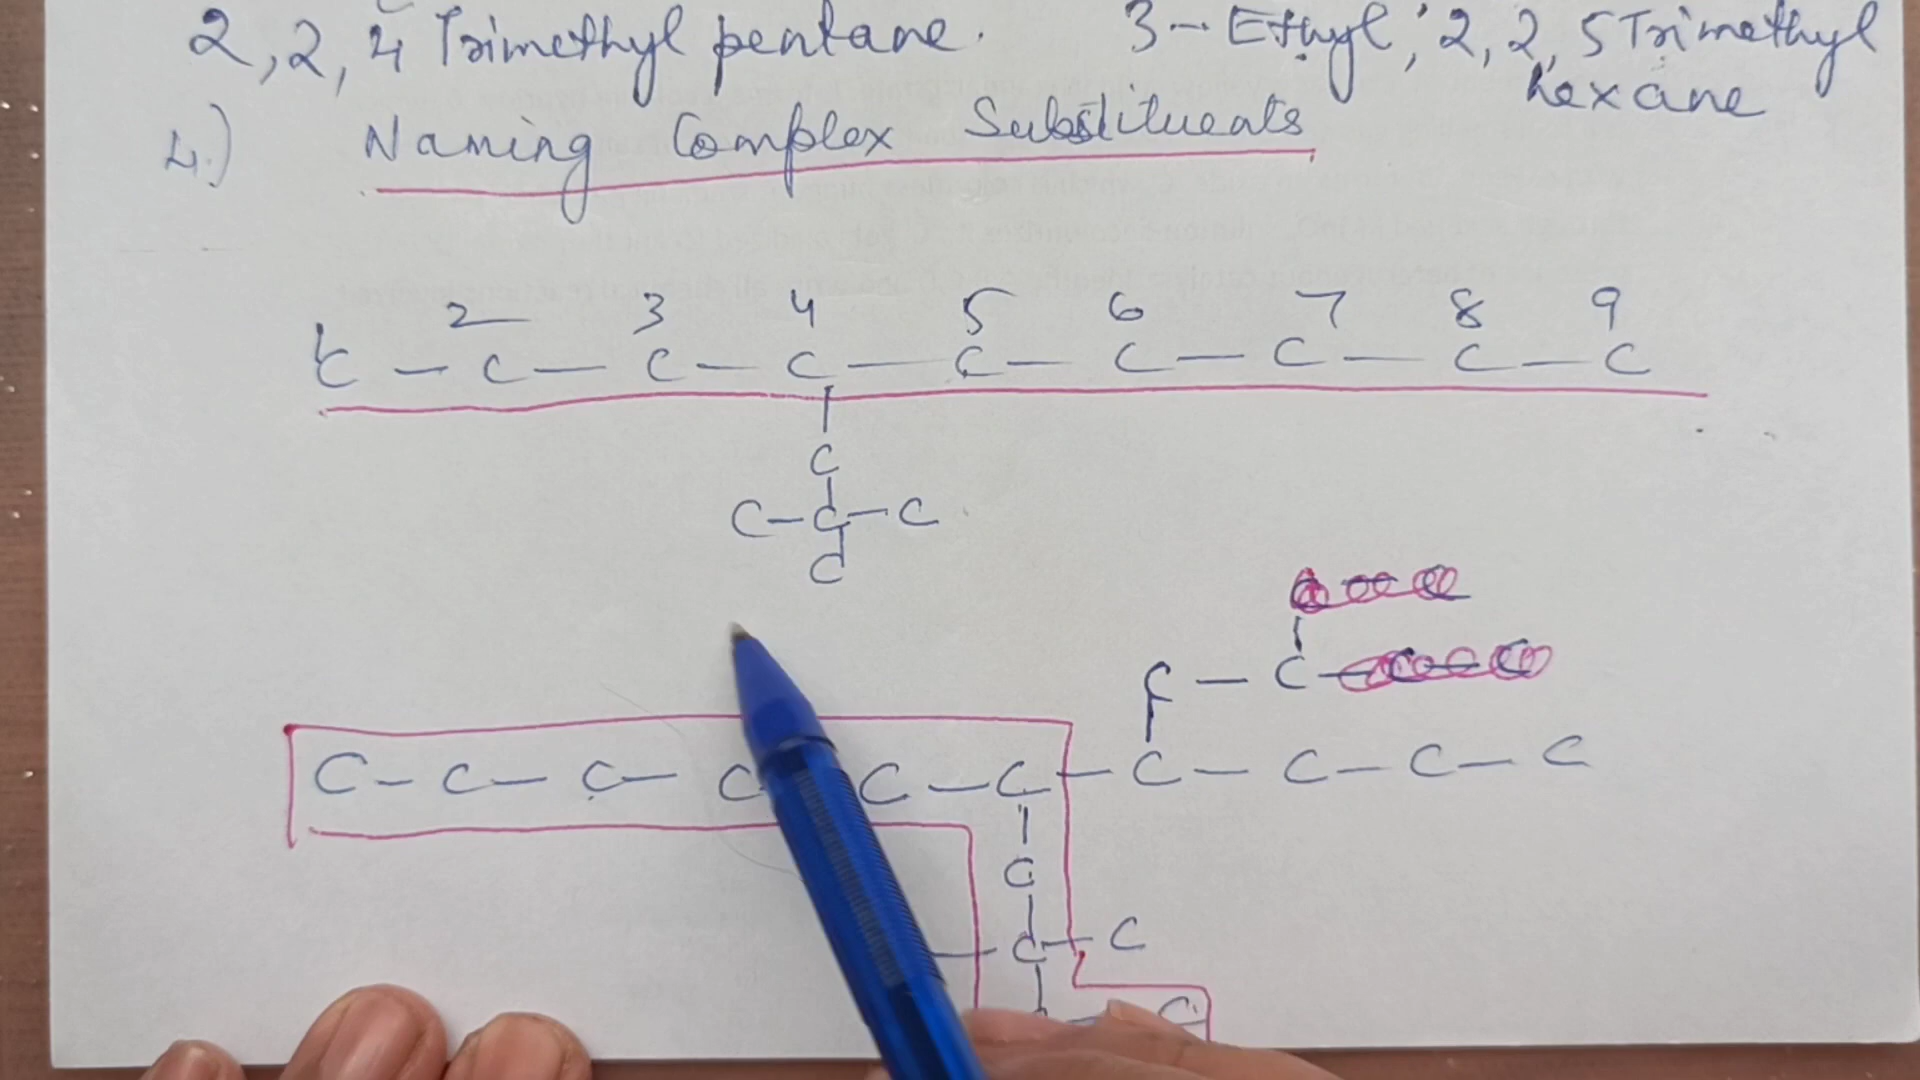 2,2,4 Trimethyl pentane. 3-Ethyl, 2,2,5 Trimethyl
hexane
4.) Naming Complex Substituents
1 2 3 4 5 6 7 8 9
C - C - C - C - C - C - C - C - C
C
C - C - C
C
C - C
C - C - C - C - C - C - C - C - C - C
C
C - C
C